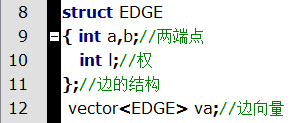 8 struct EDGE
9 { int a,b;//两端点
10 int l;//权
11 };//边的结构
12 vector<EDGE> va;//边向量